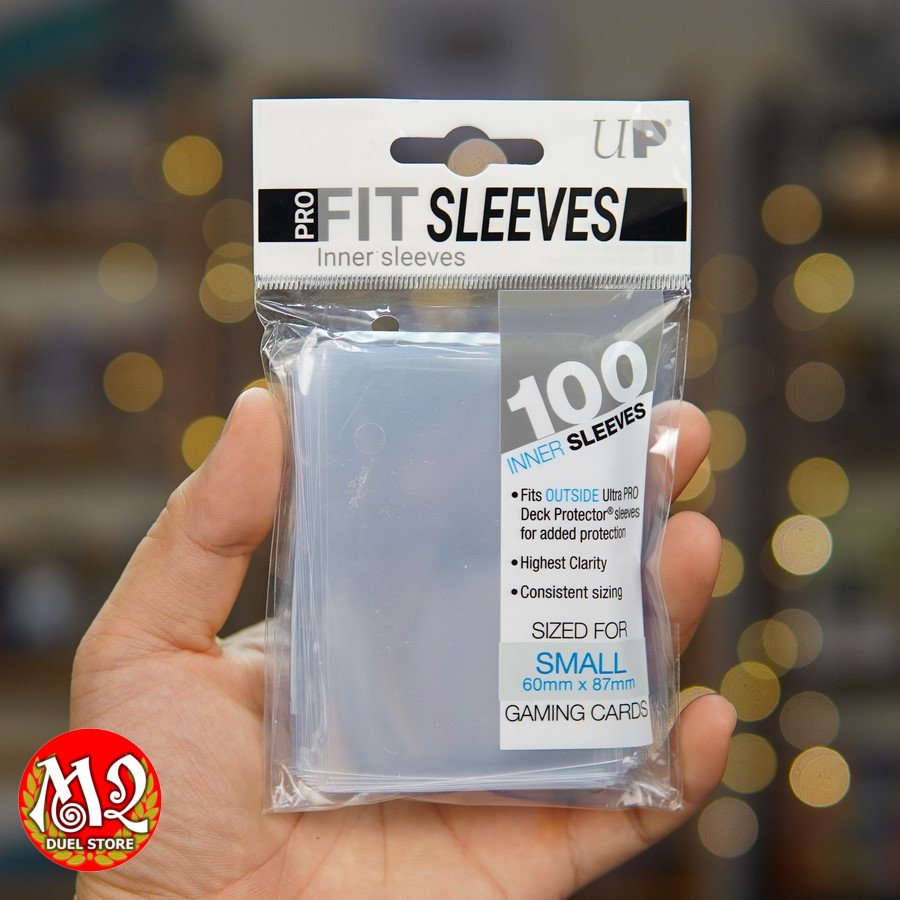 UP®
PRO FIT SLEEVES
Inner sleeves
100
INNER SLEEVES
• Fits OUTSIDE Ultra PRO
Deck Protector® sleeves
for added protection
• Highest Clarity
• Consistent sizing
SIZED FOR
SMALL
60mm x 87mm
GAMING CARDS
M2
DUEL STORE